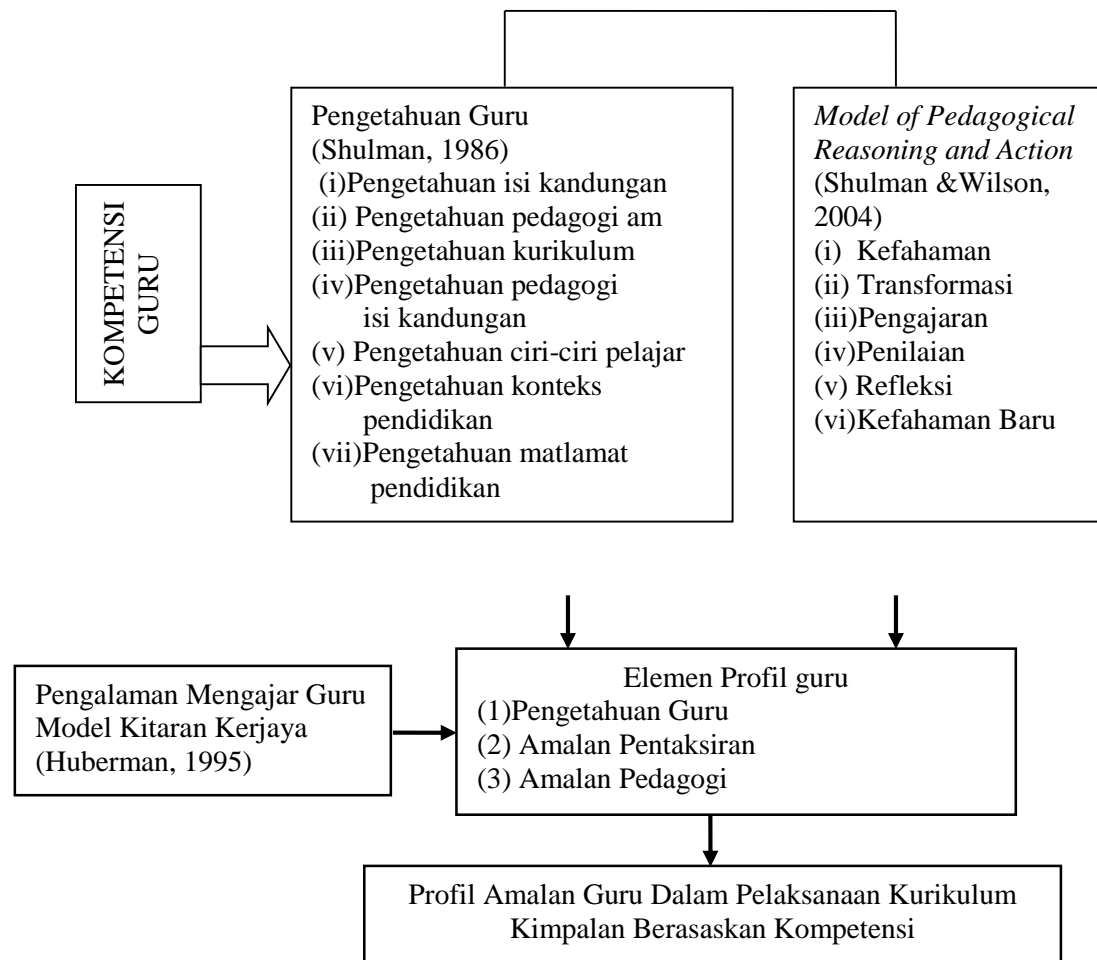 KOMPETENSI
GURU
Pengetahuan Guru
(Shulman, 1986)
(i)Pengetahuan isi kandungan
(ii) Pengetahuan pedagogi am
(iii)Pengetahuan kurikulum
(iv)Pengetahuan pedagogi
isi kandungan
(v) Pengetahuan ciri-ciri pelajar
(vi)Pengetahuan konteks
pendidikan
(vii)Pengetahuan matlamat
pendidikan
Model of Pedagogical
Reasoning and Action
(Shulman &Wilson,
2004)
(i) Kefahaman
(ii) Transformasi
(iii)Pengajaran
(iv)Penilaian
(v) Refleksi
(vi)Kefahaman Baru
Pengalaman Mengajar Guru
Model Kitaran Kerjaya
(Huberman, 1995)
Elemen Profil guru
(1)Pengetahuan Guru
(2) Amalan Pentaksiran
(3) Amalan Pedagogi
Profil Amalan Guru Dalam Pelaksanaan Kurikulum
Kimpalan Berasaskan Kompetensi